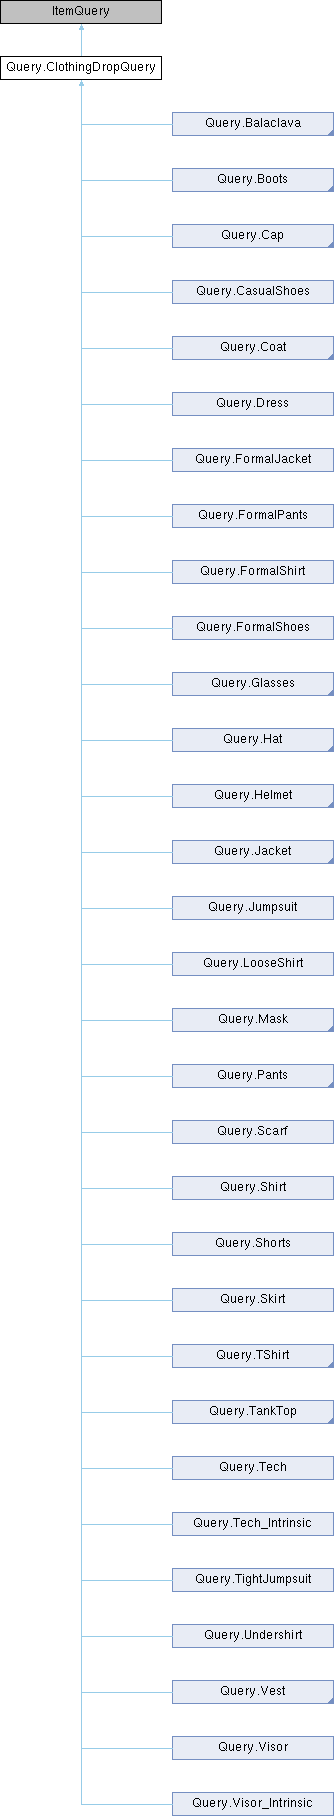 ItemQuery
Query.ClothingDropQuery
Query.Balaclava
Query.Boots
Query.Cap
Query.CasualShoes
Query.Coat
Query.Dress
Query.FormalJacket
Query.FormalPants
Query.FormalShirt
Query.FormalShoes
Query.Glasses
Query.Hat
Query.Helmet
Query.Jacket
Query.Jumpsuit
Query.LooseShirt
Query.Mask
Query.Pants
Query.Scarf
Query.Shirt
Query.Shorts
Query.Skirt
Query.TShirt
Query.TankTop
Query.Tech
Query.Tech_Intrinsic
Query.TightJumpsuit
Query.Undershirt
Query.Vest
Query.Visor
Query.Visor_Intrinsic